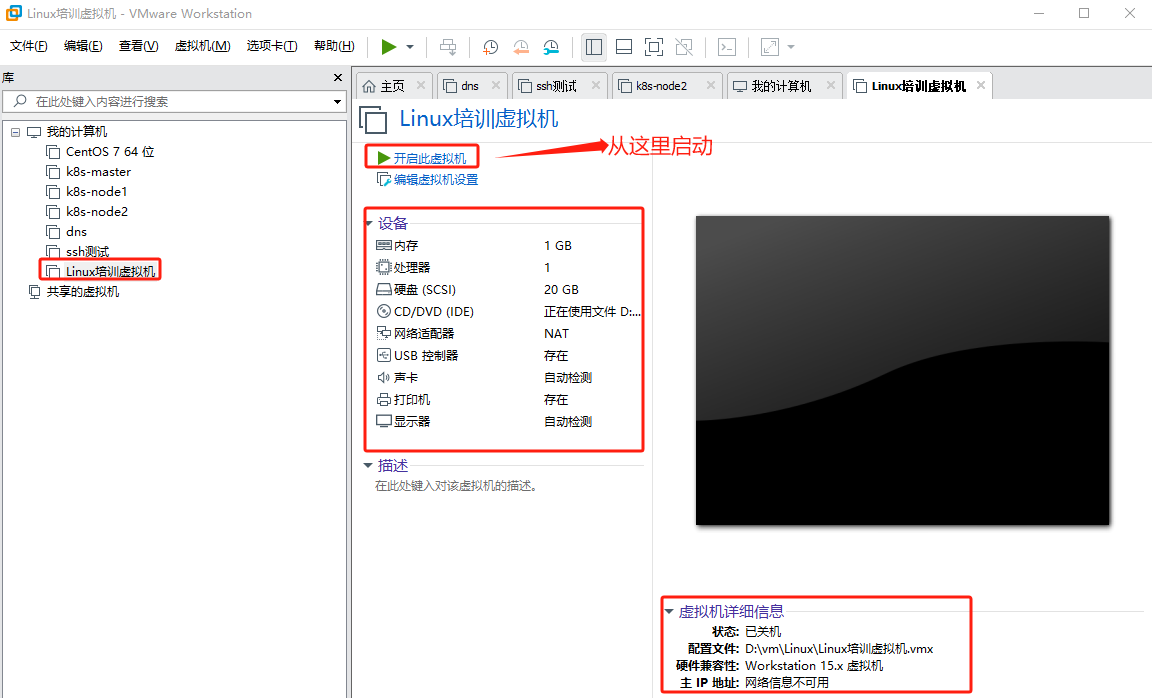 Linux培训虚拟机 - VMware Workstation
文件(F) 编辑(E) 查看(V) 虚拟机(M) 选项卡(T) 帮助(H)
库
在此处键入内容进行搜索
我的计算机
CentOS 7 64 位
k8s-master
k8s-node1
k8s-node2
dns
ssh测试
Linux培训虚拟机
共享的虚拟机
主页 dns ssh测试 k8s-node2 我的计算机 Linux培训虚拟机
Linux培训虚拟机
开启此虚拟机
从这里启动
编辑虚拟机设置
设备
内存 1 GB
处理器 1
硬盘 (SCSI) 20 GB
CD/DVD (IDE) 正在使用文件 D:...
网络适配器 NAT
USB 控制器 存在
声卡 自动检测
打印机 存在
显示器 自动检测
描述
在此处键入对该虚拟机的描述。
虚拟机详细信息
状态: 已关机
配置文件: D:\vm\Linux\Linux培训虚拟机.vmx
硬件兼容性: Workstation 15.x 虚拟机
主 IP 地址: 网络信息不可用